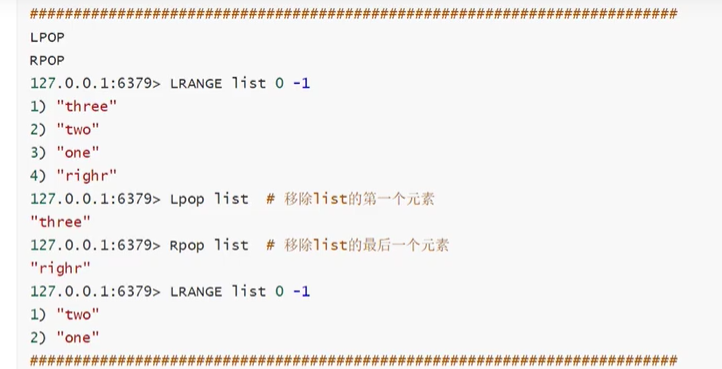 ##########################################################################
LPOP
RPOP
127.0.0.1:6379> LRANGE list 0 -1
1) "three"
2) "two"
3) "one"
4) "righr"
127.0.0.1:6379> Lpop list  # 移除list的第一个元素
"three"
127.0.0.1:6379> Rpop list  # 移除list的最后一个元素
"righr"
127.0.0.1:6379> LRANGE list 0 -1
1) "two"
2) "one"
##########################################################################